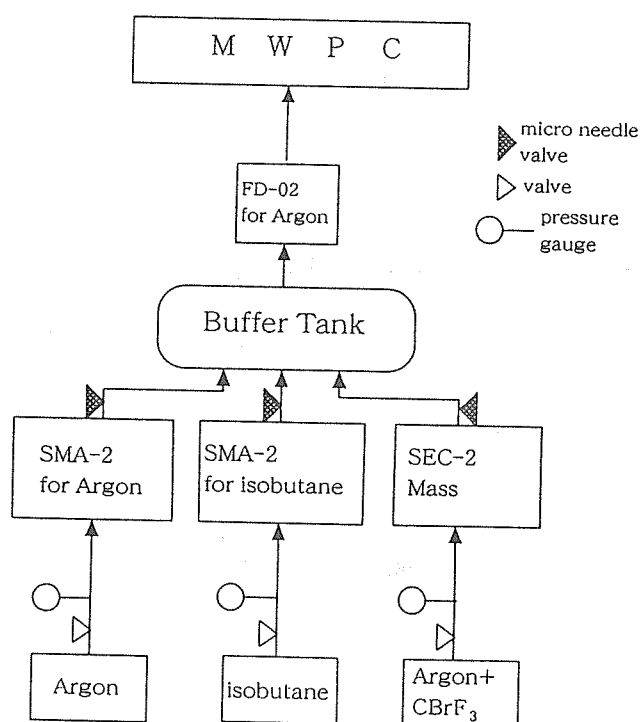 M W P C
micro needle
valve
valve
pressure
gauge
FD-02
for Argon
Buffer Tank
SMA-2
for Argon
SMA-2
for isobutane
SEC-2
Mass
Argon
isobutane
Argon+
CBrF₃